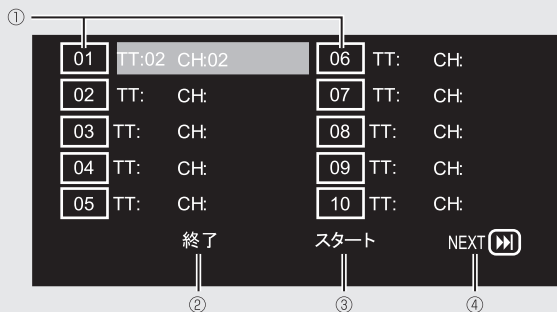 ①
01 TT:02 CH:02 06 TT: CH:
02 TT: CH: 07 TT: CH:
03 TT: CH: 08 TT: CH:
04 TT: CH: 09 TT: CH:
05 TT: CH: 10 TT: CH:
終了 スタート NEXT
② ③ ④